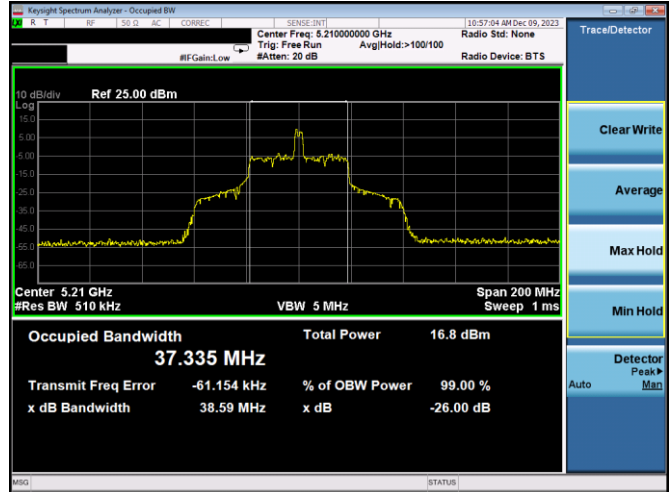 Keysight Spectrum Analyzer - Occupied BW
R T RF 50 Ω AC CORREC SENSE:INT 10:57:04 AM Dec 09, 2023
Center Freq: 5.210000000 GHz Radio Std: None
Trig: Free Run Avg|Hold:>100/100
#IFGain:Low #Atten: 20 dB Radio Device: BTS
Trace/Detector
10 dB/div Ref 25.00 dBm
Log
15.0
5.00
-5.00
-15.0
-25.0
-35.0
-45.0
-55.0
-65.0
Center 5.21 GHz Span 200 MHz
#Res BW 510 kHz VBW 5 MHz Sweep 1 ms
Occupied Bandwidth Total Power 16.8 dBm
37.335 MHz
Transmit Freq Error -61.154 kHz % of OBW Power 99.00 %
x dB Bandwidth 38.59 MHz x dB -26.00 dB
Clear Write
Average
Max Hold
Min Hold
Detector
Peak▶
Auto Man
MSG STATUS